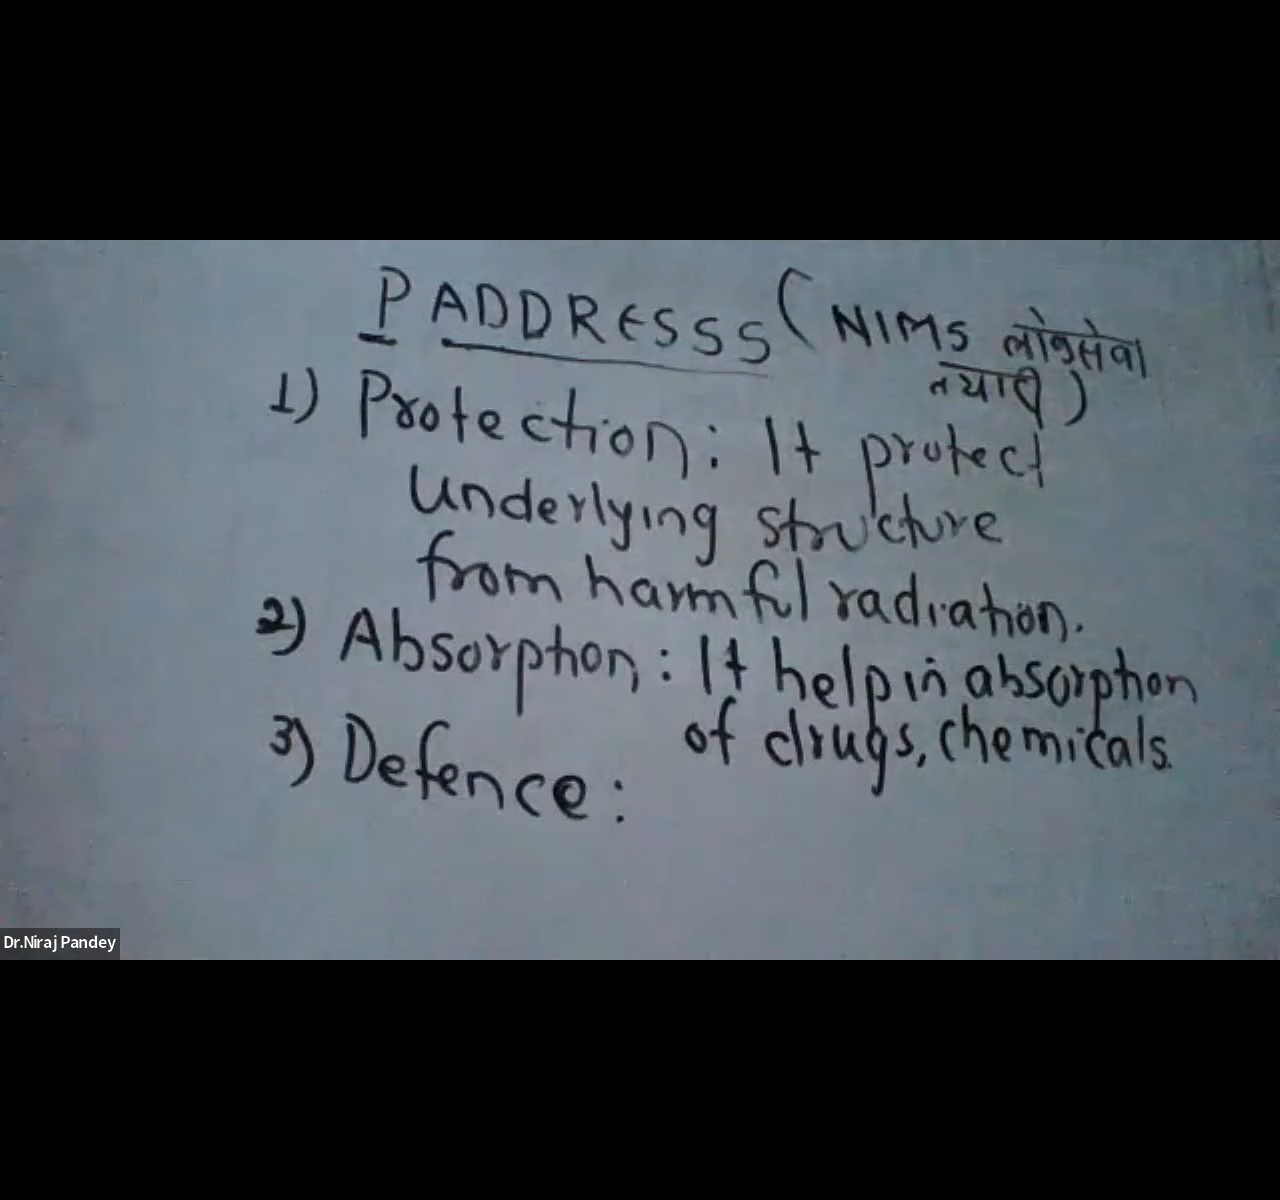 P ADDRESSS (NIMS लोकसेवा
तयारी)
1) Protection: It protect
underlying structure
from harmful radiation.
2) Absorption: It help in absorption
of drugs, chemicals.
3) Defence:
Dr.Niraj Pandey